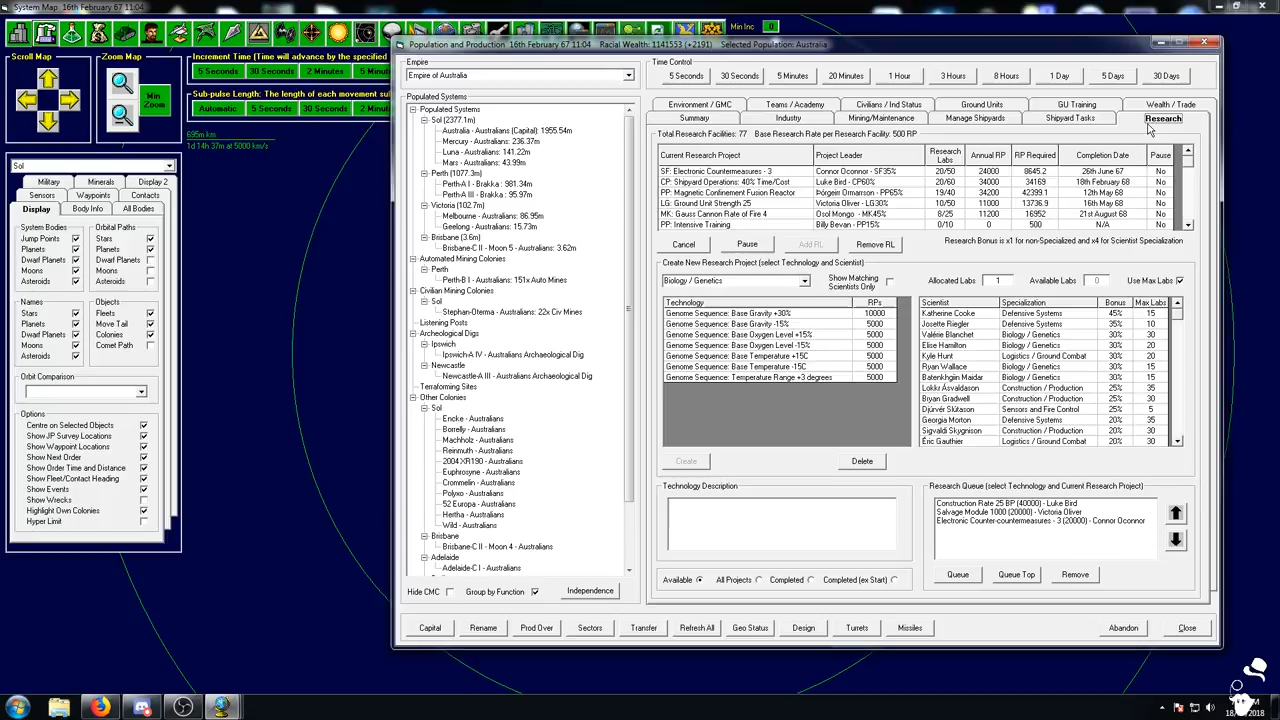 System Map 16th February 67 11:04
Min Inc 0
Scroll Map
Zoom Map
Win Zoom
Increment Time (Time will advance by the specified
5 Seconds 30 Seconds 2 Minutes 5 Minut
Sub-pulse Length: The length of each movement sub
Automatic 5 Seconds 30 Seconds 2 Minut
695m km
1d 14h 37m at 5000 km/s
Sol
Military Minerals Display 2
Sensors Waypoints Contacts
Display Body Info All Bodies
System Bodies Orbital Paths
Jump Points Stars
Planets Planets
Dwarf Planets Dwarf Planets
Moons Moons
Asteroids Asteroids
Names Objects
Stars Fleets
Planets Move Tail
Dwarf Planets Colonies
Moons Comet Path
Asteroids
Orbit Comparison
Options
Centre on Selected Objects
Show JP Survey Locations
Show Waypoint Locations
Show Next Order
Show Order Time and Distance
Show Fleet/Contact Heading
Show Events
Show Wrecks
Highlight Own Colonies
Hyper Limit
Population and Production 16th February 67 11:04 Racial Wealth: 1141553 (+2191) Selected Population: Australia
Empire
Empire of Australia
Populated Systems
Populated Systems
Sol (2377.1m)
Australia - Australians (Capital): 1955.54m
Mercury - Australians: 236.37m
Luna - Australians: 141.22m
Mars - Australians: 43.99m
Perth (1077.3m)
Perth-A I - Brakka : 981.34m
Perth-A III - Brakka : 95.97m
Victoria (102.7m)
Melbourne - Australians: 86.95m
Geelong - Australians: 15.73m
Brisbane (3.6m)
Brisbane-C II - Moon 5 - Australians: 3.62m
Automated Mining Colonies
Perth
Perth-B I - Australians: 151x Auto Mines
Civilian Mining Colonies
Sol
Stephan-Oterma - Australians: 22x Civ Mines
Listening Posts
Archeological Digs
Ipswich
Ipswich-A IV - Australians Archaeological Dig
Newcastle
Newcastle-A III - Australians Archaeological Dig
Terraforming Sites
Other Colonies
Sol
Encke - Australians
Borrelly - Australians
Machholz - Australians
Reinmuth - Australians
2004 XR190 - Australians
Euphrosyne - Australians
Crommelin - Australians
Polyxo - Australians
52 Europa - Australians
Hertha - Australians
Wild - Australians
Brisbane
Brisbane-C II - Moon 4 - Australians
Adelaide
Adelaide-C I - Australians
Hide CMC Group by Function Independence
Time Control
5 Seconds 30 Seconds 5 Minutes 20 Minutes 1 Hour 3 Hours 8 Hours 1 Day 5 Days 30 Days
Environment / GMC Teams / Academy Civilians / Ind Status Ground Units GU Training Wealth / Trade
Summary Industry Mining/Maintenance Manage Shipyards Shipyard Tasks Research
Total Research Facilities: 77 Base Research Rate per Research Facility: 500 RP
Current Research Project Project Leader Research Labs Annual RP RP Required Completion Date Pause
SF: Electronic Countermeasures - 3 Connor Oconnor - SF35% 20/50 24000 8645.2 26th June 67 No
CP: Shipyard Operations: 40% Time/Cost Luke Bird - CP60% 20/50 34000 34169 18th February 68 No
PP: Magnetic Confinement Fusion Reactor Margeir Ormarsson - PP65% 19/40 34200 42399.1 12th May 68 No
LG: Ground Unit Strength 25 Victoria Oliver - LG30% 10/50 11000 13736.9 16th May 68 No
MK: Gauss Cannon Rate of Fire 4 Osol Mongo - MK45% 8/25 11200 16952 21st August 68 No
PP: Intensive Training Billy Bevan - PP15% 0/10 0 500 N/A No
Cancel Pause Add RL Remove RL Research Bonus is x1 for non-Specialized and x4 for Scientist Specialization
Create New Research Project (select Technology and Scientist)
Biology / Genetics Show Matching Scientists Only Allocated Labs 1 Available Labs 0 Use Max Labs
Technology RPs
Genome Sequence: Base Gravity +30% 10000
Genome Sequence: Base Gravity -15% 5000
Genome Sequence: Base Oxygen Level +15% 5000
Genome Sequence: Base Oxygen Level -15% 5000
Genome Sequence: Base Temperature +15C 5000
Genome Sequence: Base Temperature -15C 5000
Genome Sequence: Temperature Range +3 degrees 5000
Scientist Specialization Bonus Max Labs
Katherine Cooke Defensive Systems 45% 15
Josette Riegler Defensive Systems 35% 10
Valérie Blanchet Biology / Genetics 30% 15
Elise Hamilton Biology / Genetics 30% 20
Kyle Hunt Logistics / Ground Combat 30% 20
Ryan Wallace Biology / Genetics 30% 15
Batenkhgiin Maidar Biology / Genetics 30% 15
Lokkr Ásvaldason Construction / Production 25% 30
Bryan Gradwell Construction / Production 25% 30
Djúrvér Slútason Sensors and Fire Control 25% 5
Georgia Morton Defensive Systems 20% 35
Sigvaldi Skygnison Construction / Production 20% 30
Éric Gauthier Logistics / Ground Combat 20% 30
Create Delete
Technology Description
Available All Projects Completed Completed (ex Start)
Research Queue (select Technology and Current Research Project)
Construction Rate 25 BP (40000) - Luke Bird
Salvage Module 1000 (20000) - Victoria Oliver
Electronic Counter-countermeasures - 3 (20000) - Connor Oconnor
Queue Queue Top Remove
Capital Rename Prod Over Sectors Transfer Refresh All Geo Status Design Turrets Missiles Abandon Close